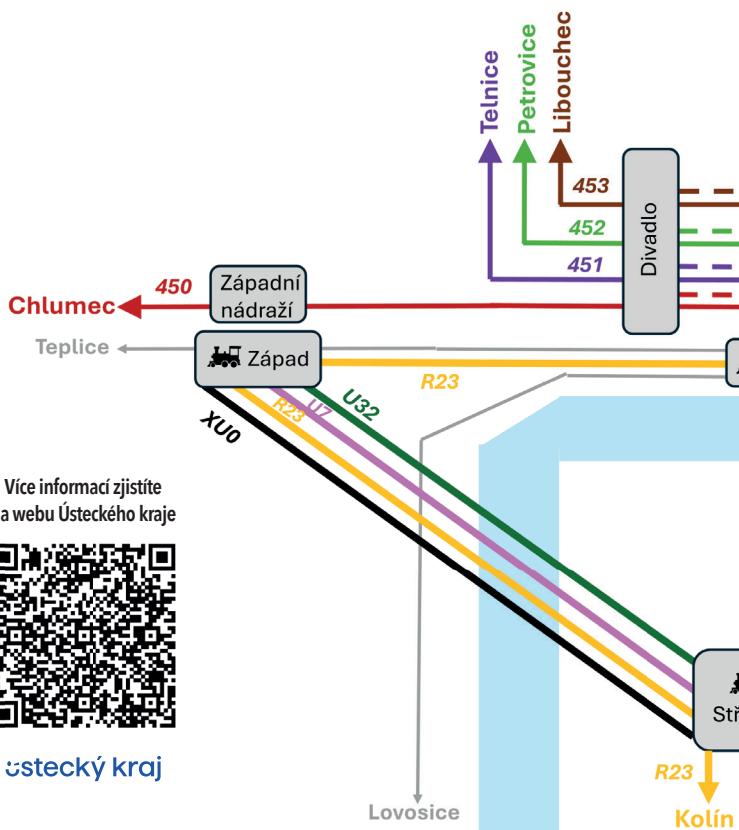 Telnice
Petrovice
Libouchec
453
452
451
Divadlo
450
Západní
nádraží
Chlumec
Teplice
Západ
R23
XU0
R23
U7
U32
Více informací zjistíte
a webu Ústeckého kraje
ústecký kraj
Stř
R23
Lovosice
Kolín